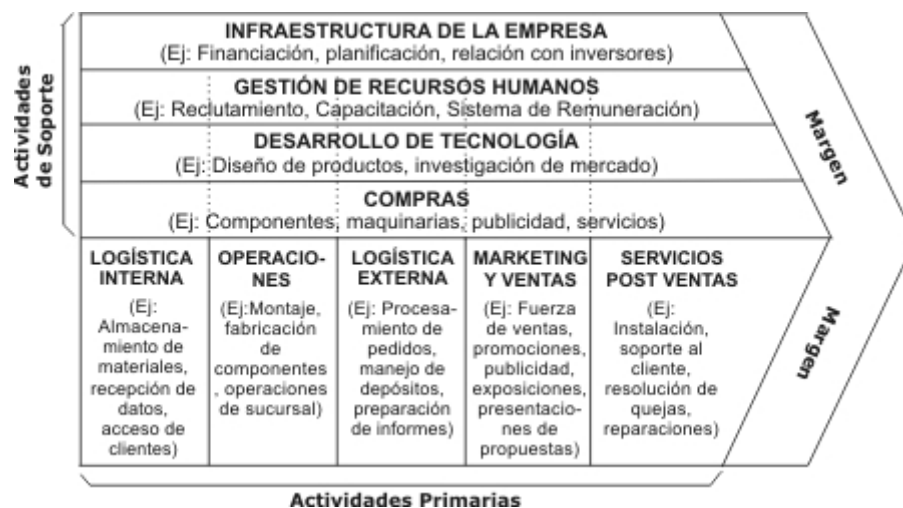 Actividades
de Soporte
INFRAESTRUCTURA DE LA EMPRESA
(Ej: Financiación, planificación, relación con inversores)
GESTIÓN DE RECURSOS HUMANOS
(Ej: Reclutamiento, Capacitación, Sistema de Remuneración)
DESARROLLO DE TECNOLOGÍA
(Ej: Diseño de productos, investigación de mercado)
COMPRAS
(Ej: Componentes, maquinarias, publicidad, servicios)
Margen
LOGÍSTICA
INTERNA
(Ej:
Almacena-
miento de
materiales,
recepción de
datos,
acceso de
clientes)
OPERACIO-
NES
(Ej:Montaje,
fabricación
de
componentes
, operaciones
de sucursal)
LOGÍSTICA
EXTERNA
(Ej: Procesa-
miento de
pedidos,
manejo de
depósitos,
preparación
de informes)
MARKETING
Y VENTAS
(Ej: Fuerza
de ventas,
promociones,
publicidad,
exposiciones,
presentacio-
nes de
propuestas)
SERVICIOS
POST VENTAS
(Ej:
Instalación,
soporte al
cliente,
resolución de
quejas,
reparaciones)
Margen
Actividades Primarias